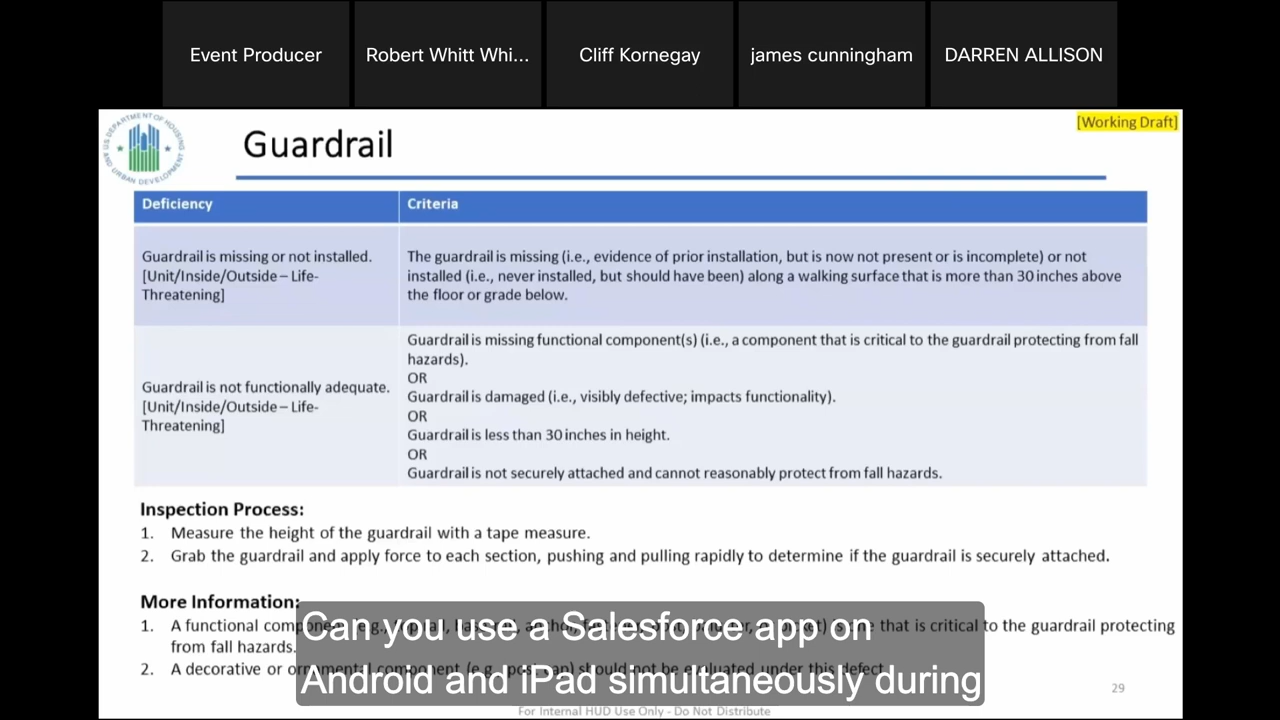 Event Producer
Robert Whitt Whi...
Cliff Kornegay
james cunningham
DARREN ALLISON
[Working Draft]
U.S. DEPARTMENT OF HOUSING AND URBAN DEVELOPMENT
Guardrail
Deficiency
Criteria
Guardrail is missing or not installed.
[Unit/Inside/Outside – Life-
Threatening]
The guardrail is missing (i.e., evidence of prior installation, but is now not present or is incomplete) or not
installed (i.e., never installed, but should have been) along a walking surface that is more than 30 inches above
the floor or grade below.
Guardrail is not functionally adequate.
[Unit/Inside/Outside – Life-
Threatening]
Guardrail is missing functional component(s) (i.e., a component that is critical to the guardrail protecting from fall
hazards).
OR
Guardrail is damaged (i.e., visibly defective; impacts functionality).
OR
Guardrail is less than 30 inches in height.
OR
Guardrail is not securely attached and cannot reasonably protect from fall hazards.
Inspection Process:
1. Measure the height of the guardrail with a tape measure.
2. Grab the guardrail and apply force to each section, pushing and pulling rapidly to determine if the guardrail is securely attached.
More Information:
1. A functional that is critical to the guardrail protecting
from fall hazards.
2. A decorative or ornamental component (e.g., post cap) should not be evaluated under this defect.
Can you use a Salesforce app on
Android and iPad simultaneously during
29
For Internal HUD Use Only - Do Not Distribute